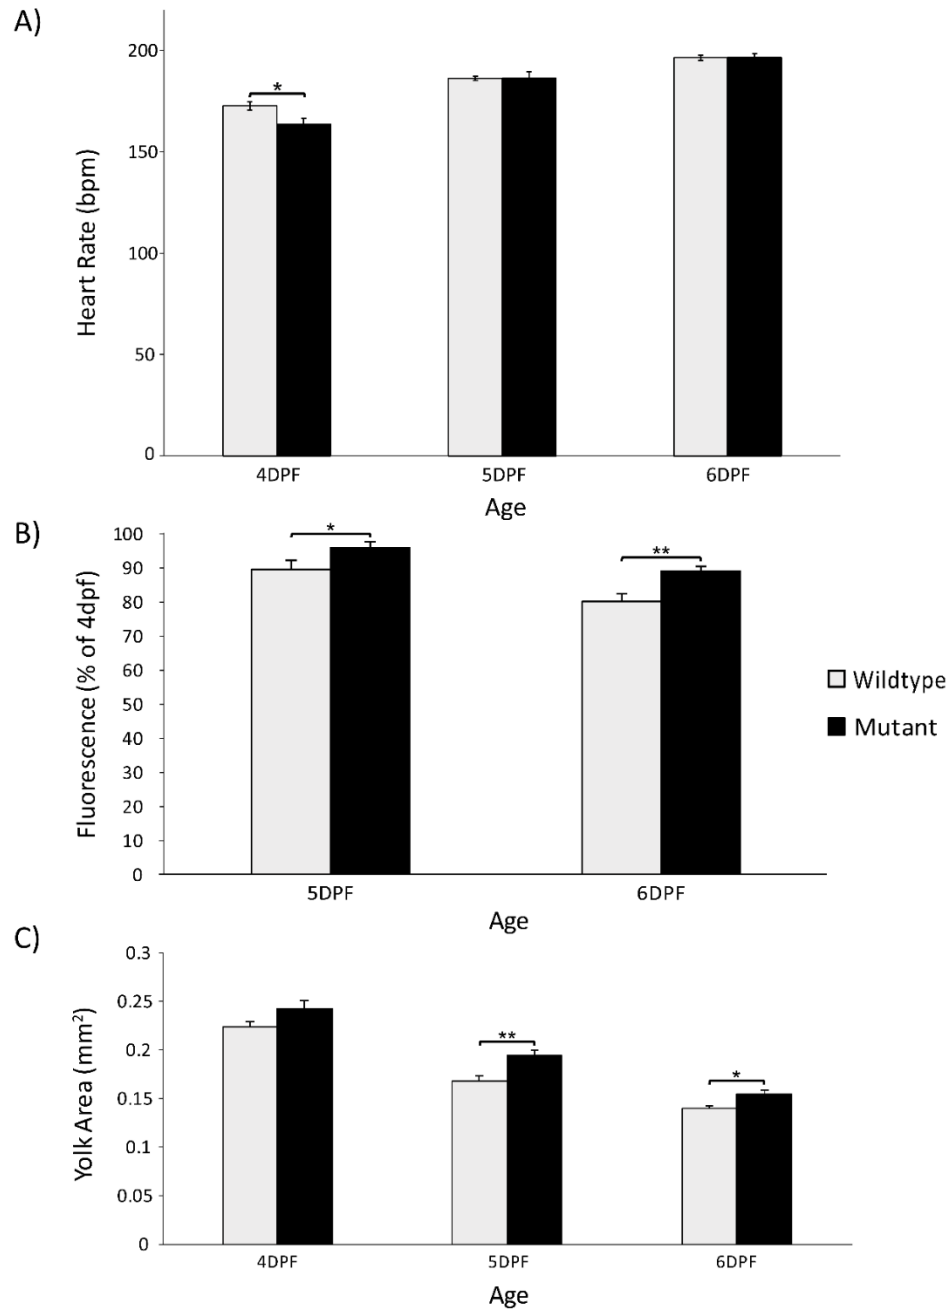 A)
Heart Rate (bpm)
200
150
100
50
0
*
4DPF
5DPF
6DPF
Age
B)
Fluorescence (% of 4dpf)
100
90
80
70
60
50
40
30
20
10
0
*
**
5DPF
6DPF
Age
Wildtype
Mutant
C)
Yolk Area (mm²)
0.3
0.25
0.2
0.15
0.1
0.05
0
**
*
4DPF
5DPF
6DPF
Age